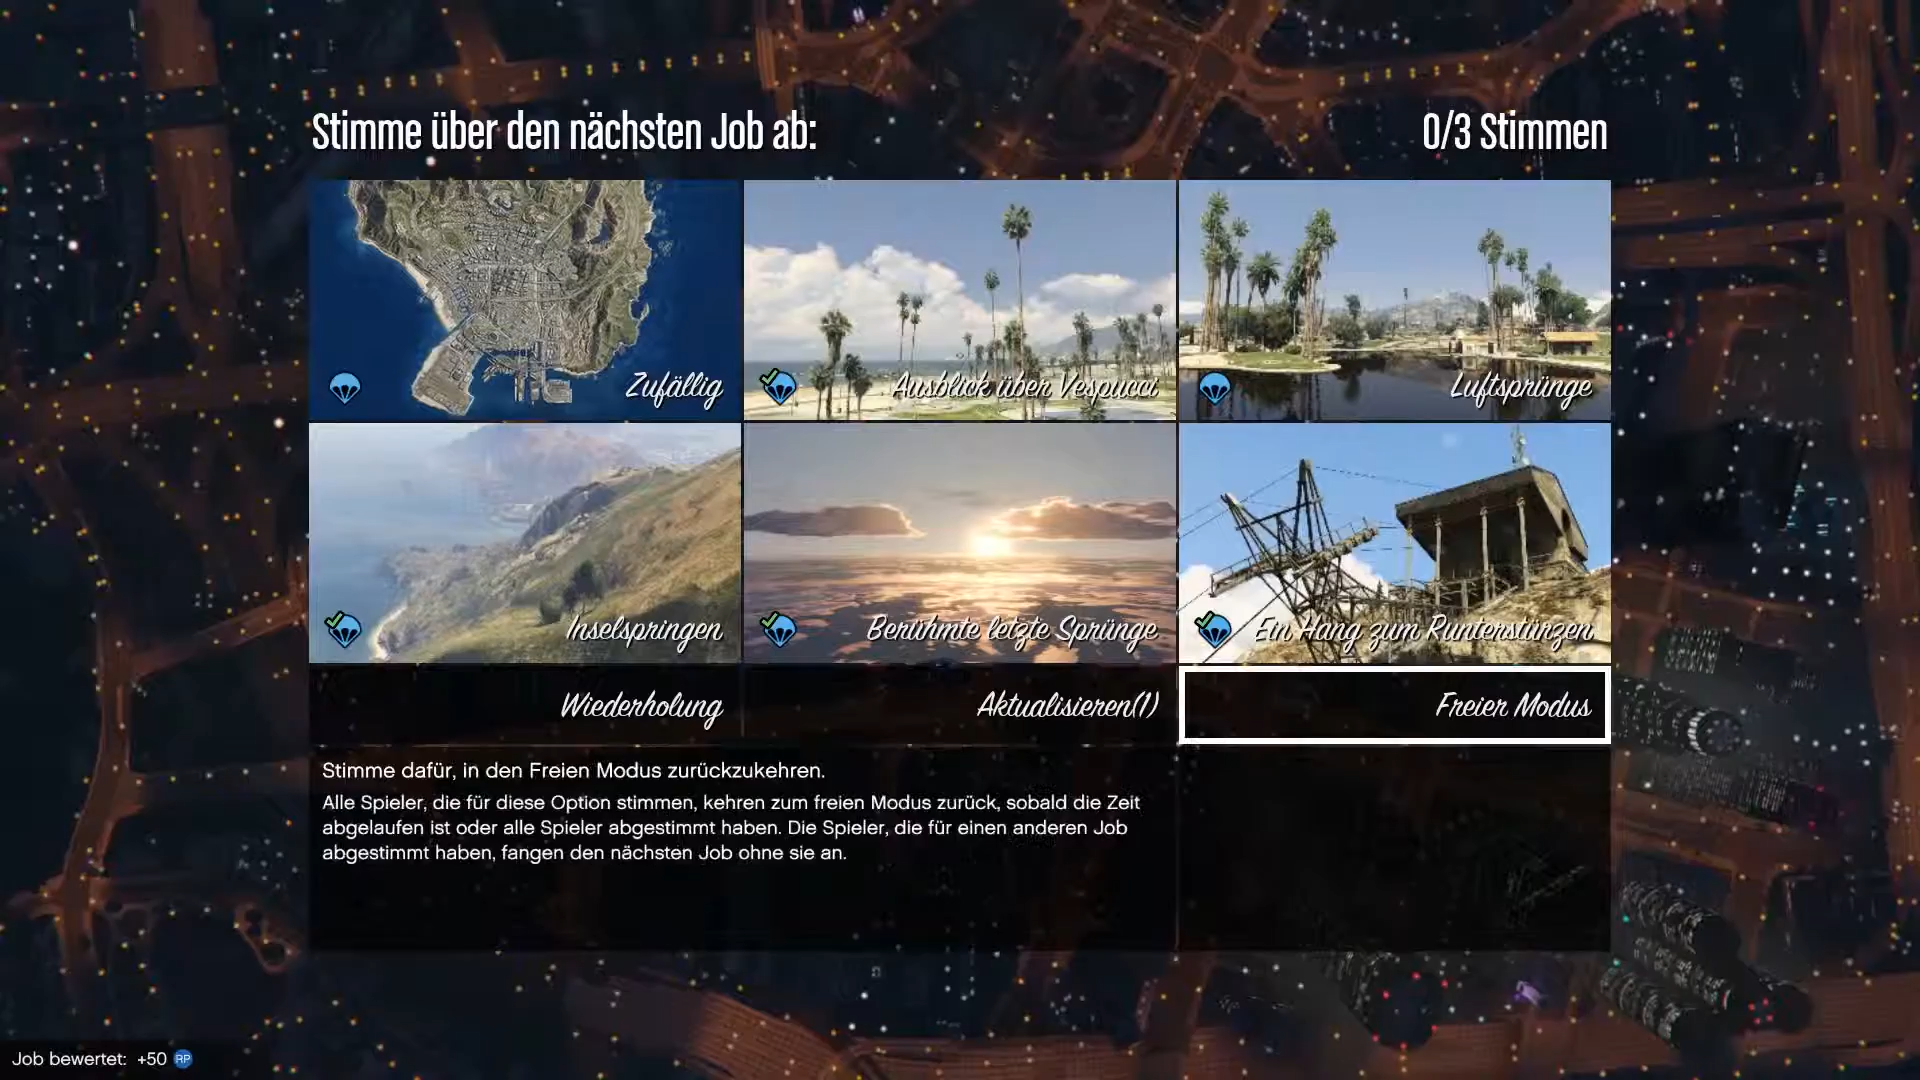 Stimme über den nächsten Job ab:
0/3 Stimmen
Zufällig
Ausblick über Vespucci
Luftsprünge
Inselspringen
Berühmte letzte Sprünge
Ein Hang zum Runterstürzen
Wiederholung
Aktualisieren(1)
Freier Modus
Stimme dafür, in den Freien Modus zurückzukehren.
Alle Spieler, die für diese Option stimmen, kehren zum freien Modus zurück, sobald die Zeit
abgelaufen ist oder alle Spieler abgestimmt haben. Die Spieler, die für einen anderen Job
abgestimmt haben, fangen den nächsten Job ohne sie an.
Job bewertet: +50 RP